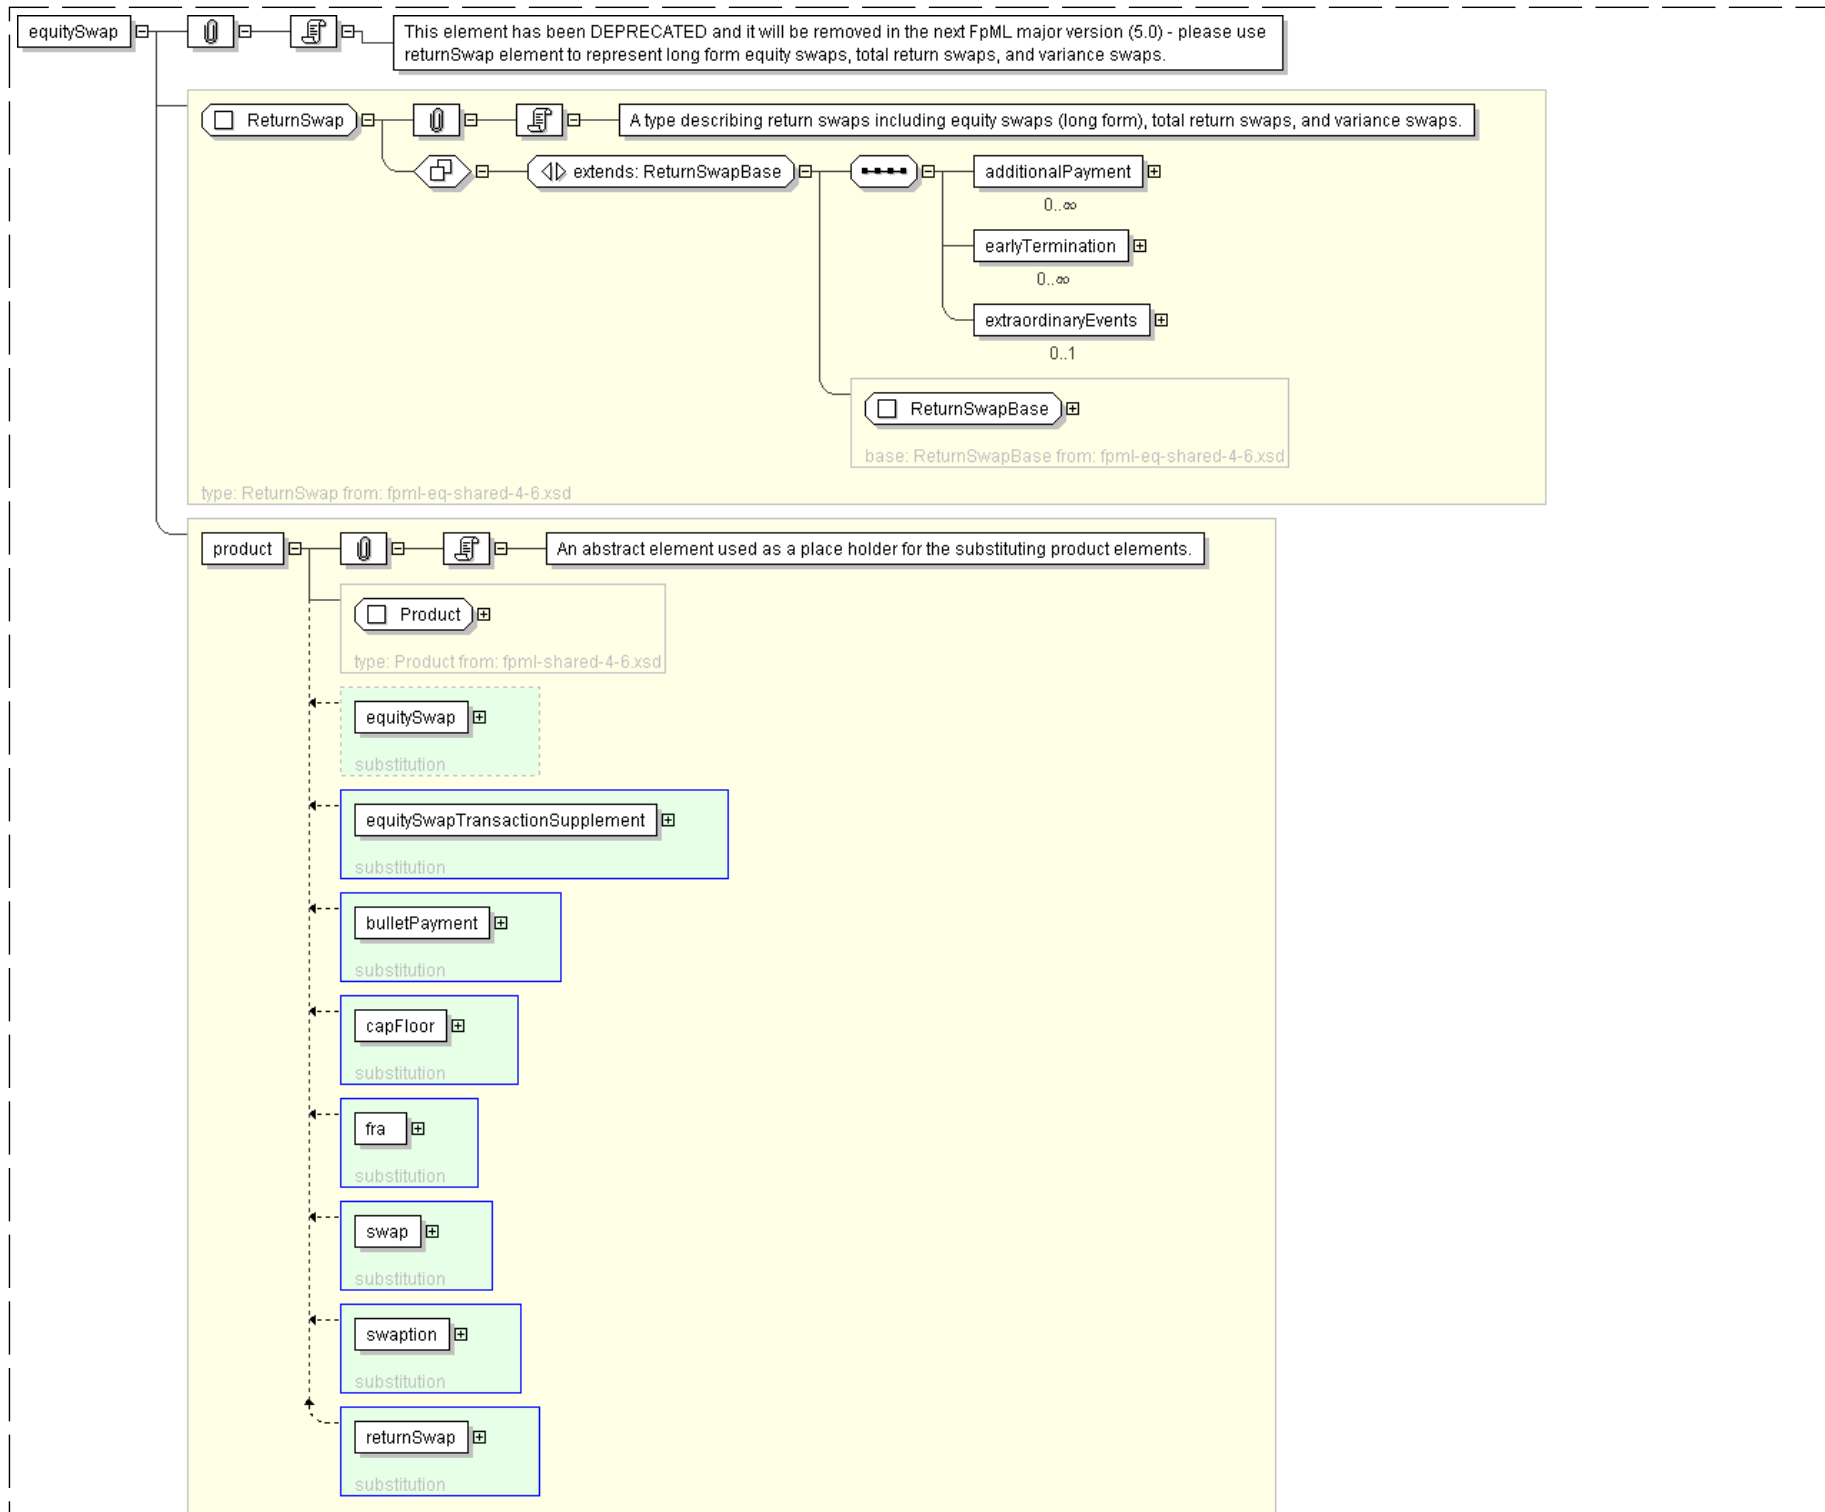 equitySwap
This element has been DEPRECATED and it will be removed in the next FpML major version (5.0) - please use
returnSwap element to represent long form equity swaps, total return swaps, and variance swaps.
ReturnSwap
A type describing return swaps including equity swaps (long form), total return swaps, and variance swaps.
extends: ReturnSwapBase
additionalPayment
0..∞
earlyTermination
0..∞
extraordinaryEvents
0..1
ReturnSwapBase
base: ReturnSwapBase from: fpml-eq-shared-4-6.xsd
type: ReturnSwap from: fpml-eq-shared-4-6.xsd
product
An abstract element used as a place holder for the substituting product elements.
Product
type: Product from: fpml-shared-4-6.xsd
equitySwap
substitution
equitySwapTransactionSupplement
substitution
bulletPayment
substitution
capFloor
substitution
fra
substitution
swap
substitution
swaption
substitution
returnSwap
substitution